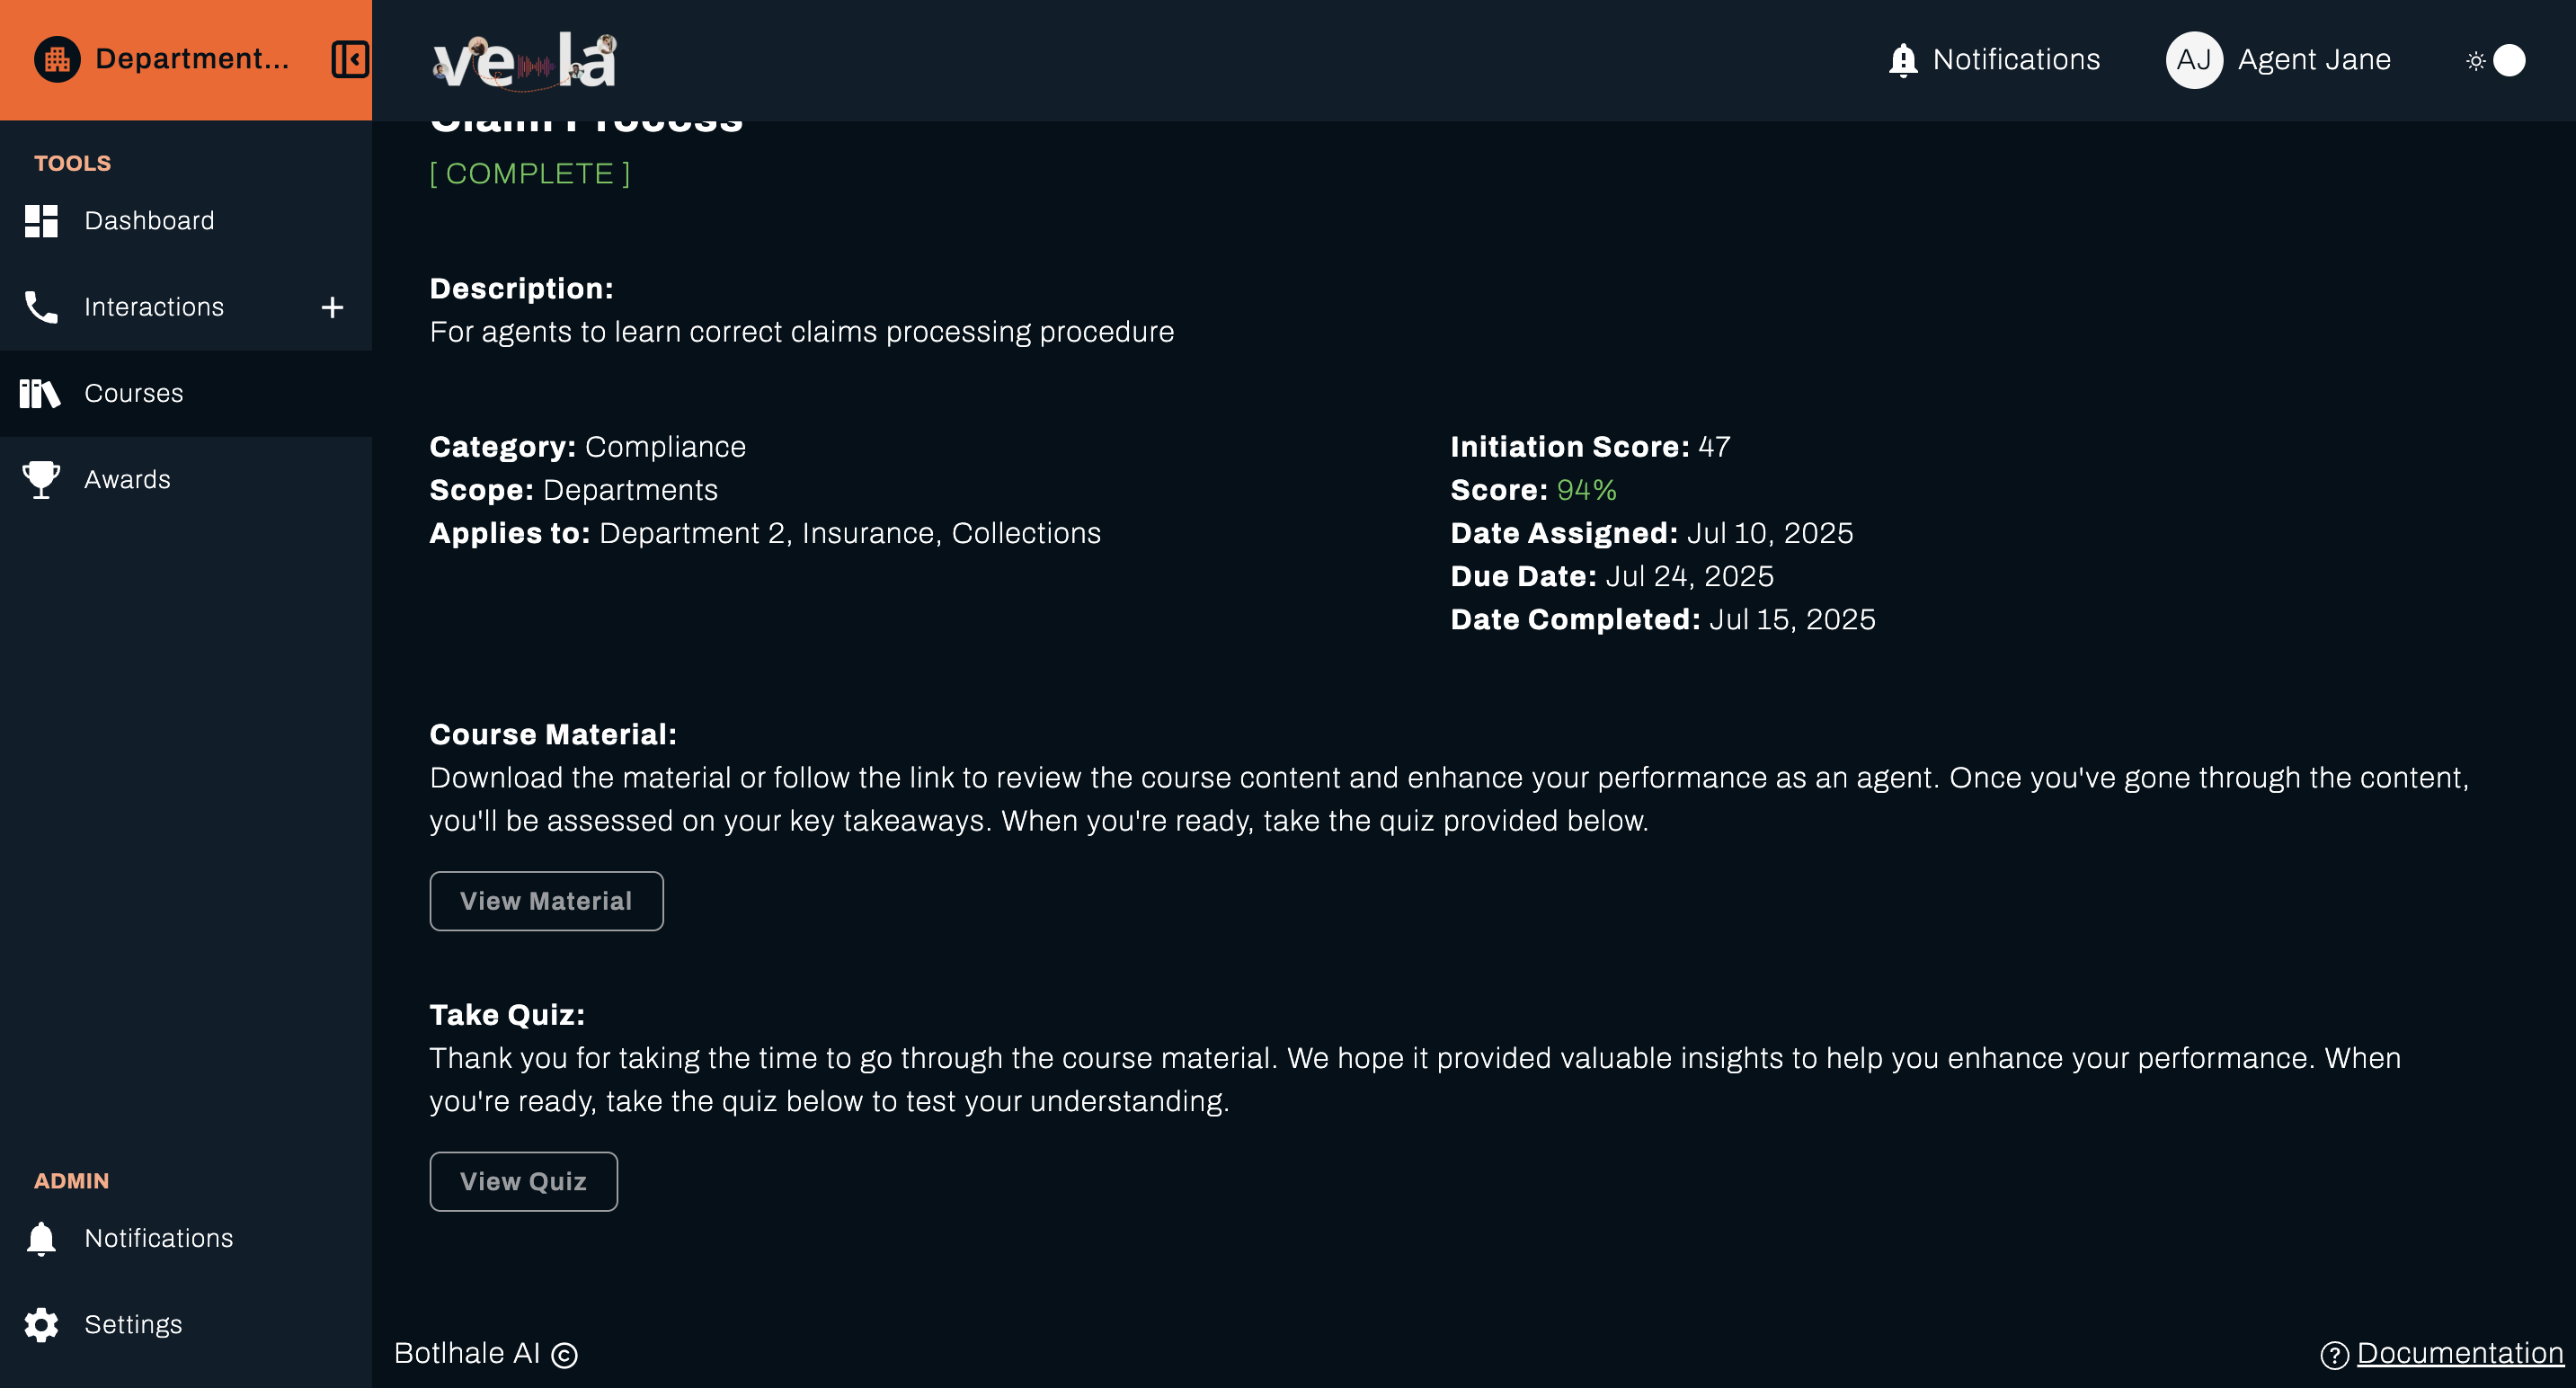 Department...
vela
Notifications
AJ Agent Jane
TOOLS
Dashboard
Interactions
Courses
Awards
ADMIN
Notifications
Settings
Claim Process
[ COMPLETE ]
Description:
For agents to learn correct claims processing procedure
Category: Compliance
Scope: Departments
Applies to: Department 2, Insurance, Collections
Initiation Score: 47
Score: 94%
Date Assigned: Jul 10, 2025
Due Date: Jul 24, 2025
Date Completed: Jul 15, 2025
Course Material:
Download the material or follow the link to review the course content and enhance your performance as an agent. Once you've gone through the content,
you'll be assessed on your key takeaways. When you're ready, take the quiz provided below.
View Material
Take Quiz:
Thank you for taking the time to go through the course material. We hope it provided valuable insights to help you enhance your performance. When
you're ready, take the quiz below to test your understanding.
View Quiz
Botlhale AI ©
Documentation